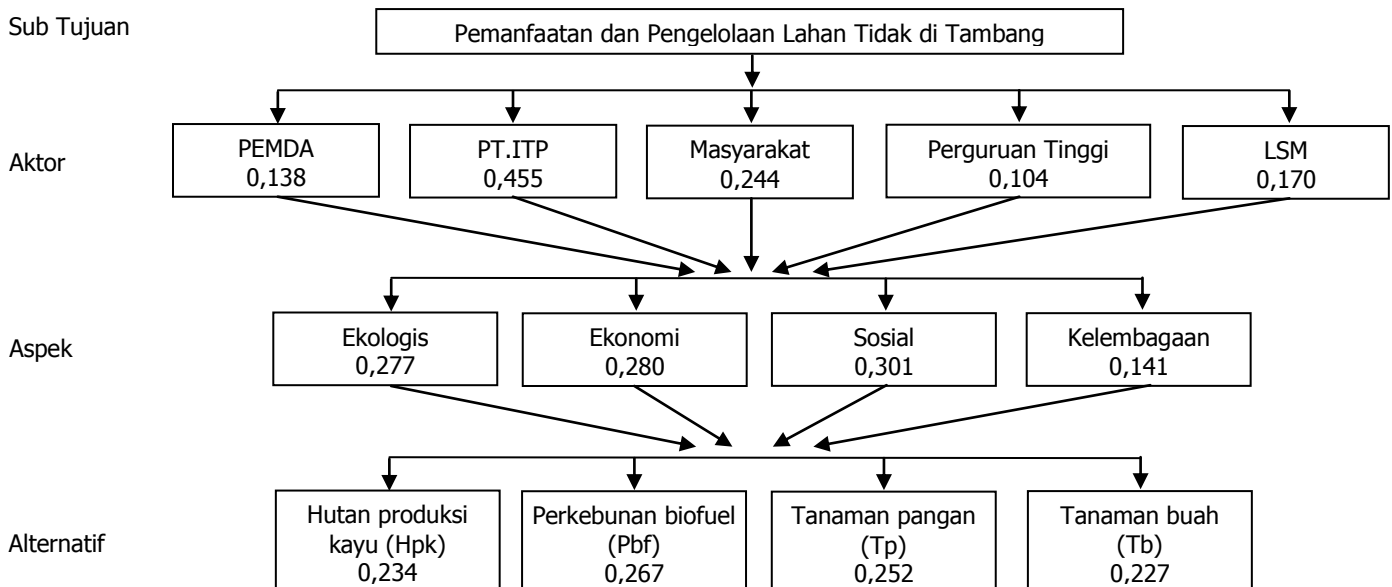 Sub Tujuan
Pemanfaatan dan Pengelolaan Lahan Tidak di Tambang
Aktor
PEMDA
0,138
PT.ITP
0,455
Masyarakat
0,244
Perguruan Tinggi
0,104
LSM
0,170
Aspek
Ekologis
0,277
Ekonomi
0,280
Sosial
0,301
Kelembagaan
0,141
Alternatif
Hutan produksi
kayu (Hpk)
0,234
Perkebunan biofuel
(Pbf)
0,267
Tanaman pangan
(Tp)
0,252
Tanaman buah
(Tb)
0,227